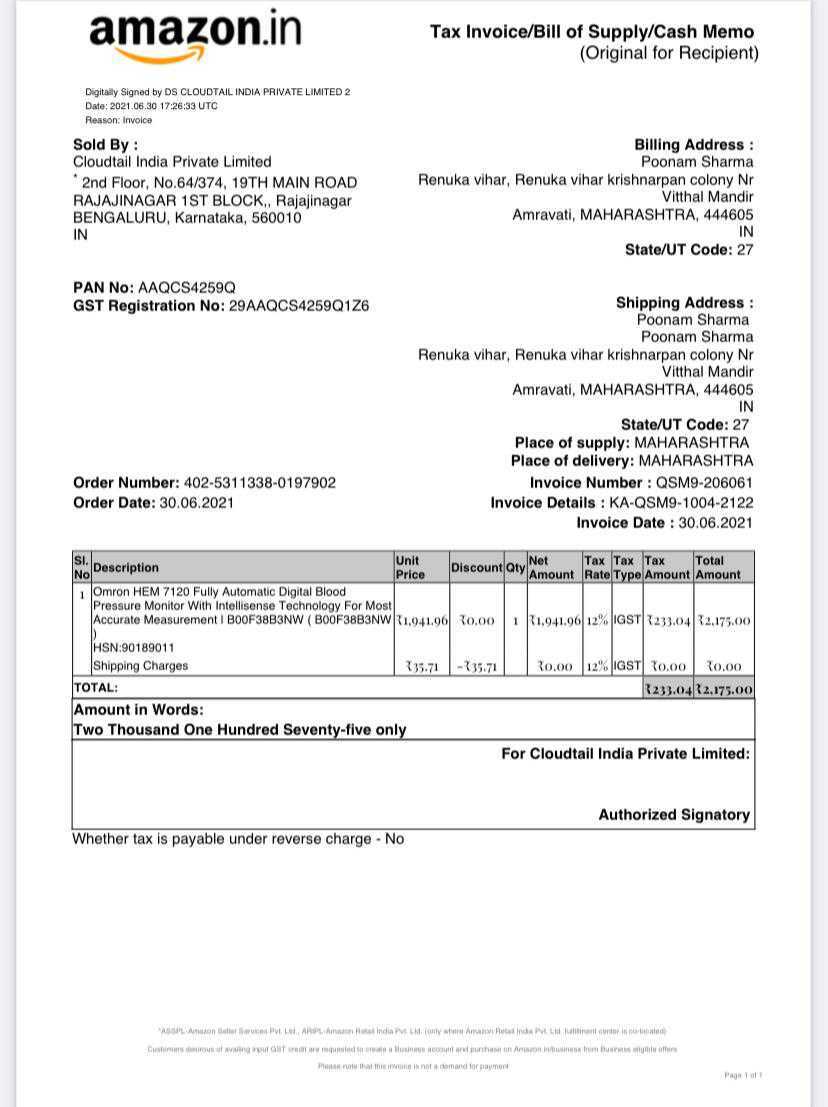 amazon.in
Tax Invoice/Bill of Supply/Cash Memo
(Original for Recipient)
Digitally Signed by DS CLOUDTAIL INDIA PRIVATE LIMITED 2
Date: 2021.06.30 17:26:33 UTC
Reason: Invoice
Sold By :
Cloudtail India Private Limited
* 2nd Floor, No.64/374, 19TH MAIN ROAD
RAJAJINAGAR 1ST BLOCK,, Rajajinagar
BENGALURU, Karnataka, 560010
IN
Billing Address :
Poonam Sharma
Renuka vihar, Renuka vihar krishnarpan colony Nr
Vitthal Mandir
Amravati, MAHARASHTRA, 444605
IN
State/UT Code: 27
PAN No: AAQCS4259Q
GST Registration No: 29AAQCS4259Q1Z6
Shipping Address :
Poonam Sharma
Poonam Sharma
Renuka vihar, Renuka vihar krishnarpan colony Nr
Vitthal Mandir
Amravati, MAHARASHTRA, 444605
IN
State/UT Code: 27
Place of supply: MAHARASHTRA
Place of delivery: MAHARASHTRA
Order Number: 402-5311338-0197902
Order Date: 30.06.2021
Invoice Number : QSM9-206061
Invoice Details : KA-QSM9-1004-2122
Invoice Date : 30.06.2021
Sl. No Description Unit Price Discount Qty Net Amount Tax Rate Tax Type Tax Amount Total Amount
1 Omron HEM 7120 Fully Automatic Digital Blood
Pressure Monitor With Intellisense Technology For Most
Accurate Measurement | B00F38B3NW ( B00F38B3NW ₹1,941.96 ₹0.00 1 ₹1,941.96 12% IGST ₹233.04 ₹2,175.00
)
HSN:90189011
Shipping Charges ₹35.71 -₹35.71 ₹0.00 12% IGST ₹0.00 ₹0.00
TOTAL: ₹233.04 ₹2,175.00
Amount in Words:
Two Thousand One Hundred Seventy-five only
For Cloudtail India Private Limited:
Authorized Signatory
Whether tax is payable under reverse charge - No
*ASSPL-Amazon Seller Services Pvt. Ltd., ARIPL-Amazon Retail India Pvt. Ltd. (only where Amazon Retail India Pvt. Ltd. fulfillment center is co-located)
Customers desirous of availing input GST credit are requested to create a Business account and purchase on Amazon.in/business from Business eligible offers
Please note that this invoice is not a demand for payment
Page 1 of 1